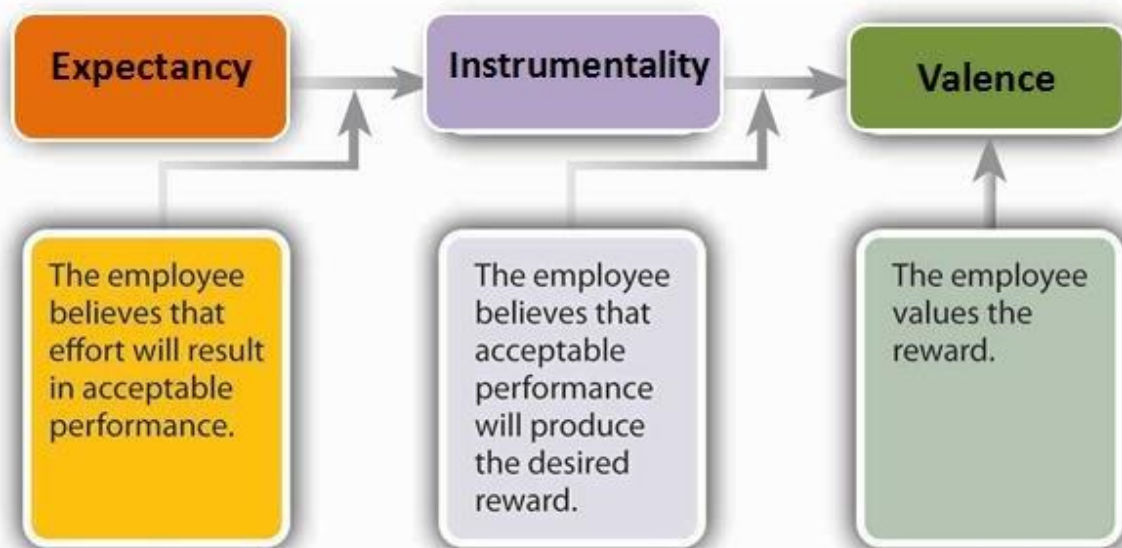 Expectancy
Instrumentality
Valence
The employee
believes that
effort will result
in acceptable
performance.
The employee
believes that
acceptable
performance
will produce
the desired
reward.
The employee
values the
reward.